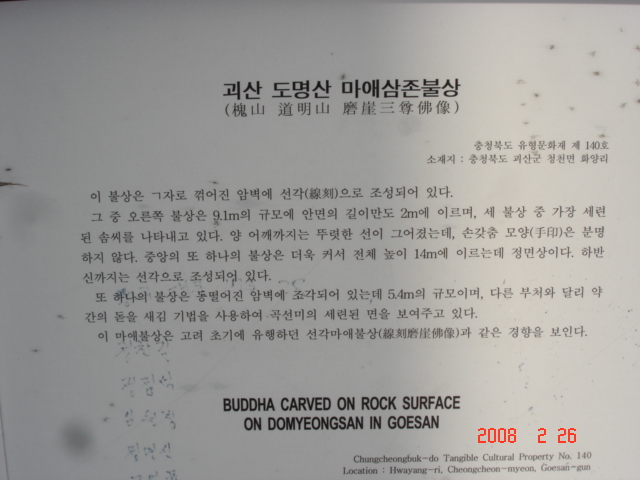 괴산 도명산 마애삼존불상
(槐山 道明山 磨崖三尊佛像)
충청북도 유형문화재 제 140호
소재지 : 충청북도 괴산군 청천면 화양리
이 불상은 ㄱ자로 꺾어진 암벽에 선각(線刻)으로 조성되어 있다.
그 중 오른쪽 불상은 9.1m의 규모에 안면의 길이만도 2m에 이르며, 세 불상 중 가장 세련
된 솜씨를 나타내고 있다. 양 어깨까지는 뚜렷한 선이 그어졌는데, 손갖춤 모양(手印)은 분명
하지 않다. 중앙의 또 하나의 불상은 더욱 커서 전체 높이 14m에 이르는데 정면상이다. 하반
신까지는 선각으로 조성되어 있다.
또 하나의 불상은 동떨어진 암벽에 조각되어 있는데 5.4m의 규모이며, 다른 부처와 달리 약
간의 돋을 새김 기법을 사용하여 곡선미의 세련된 면을 보여주고 있다.
이 마애불상은 고려 초기에 유행하던 선각마애불상(線刻磨崖佛像)과 같은 경향을 보인다.
BUDDHA CARVED ON ROCK SURFACE
ON DOMYEONGSAN IN GOESAN
2008 2 26
Chungcheongbuk-do Tangible Cultural Property No. 140
Location : Hwayang-ri, Cheongcheon-myeon, Goesan-gun